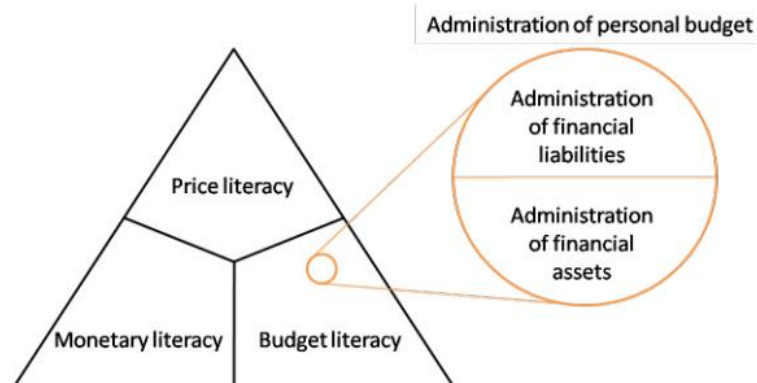 Administration of personal budget
Administration
of financial
liabilities
Price literacy
Administration
of financial
assets
Monetary literacy
Budget literacy